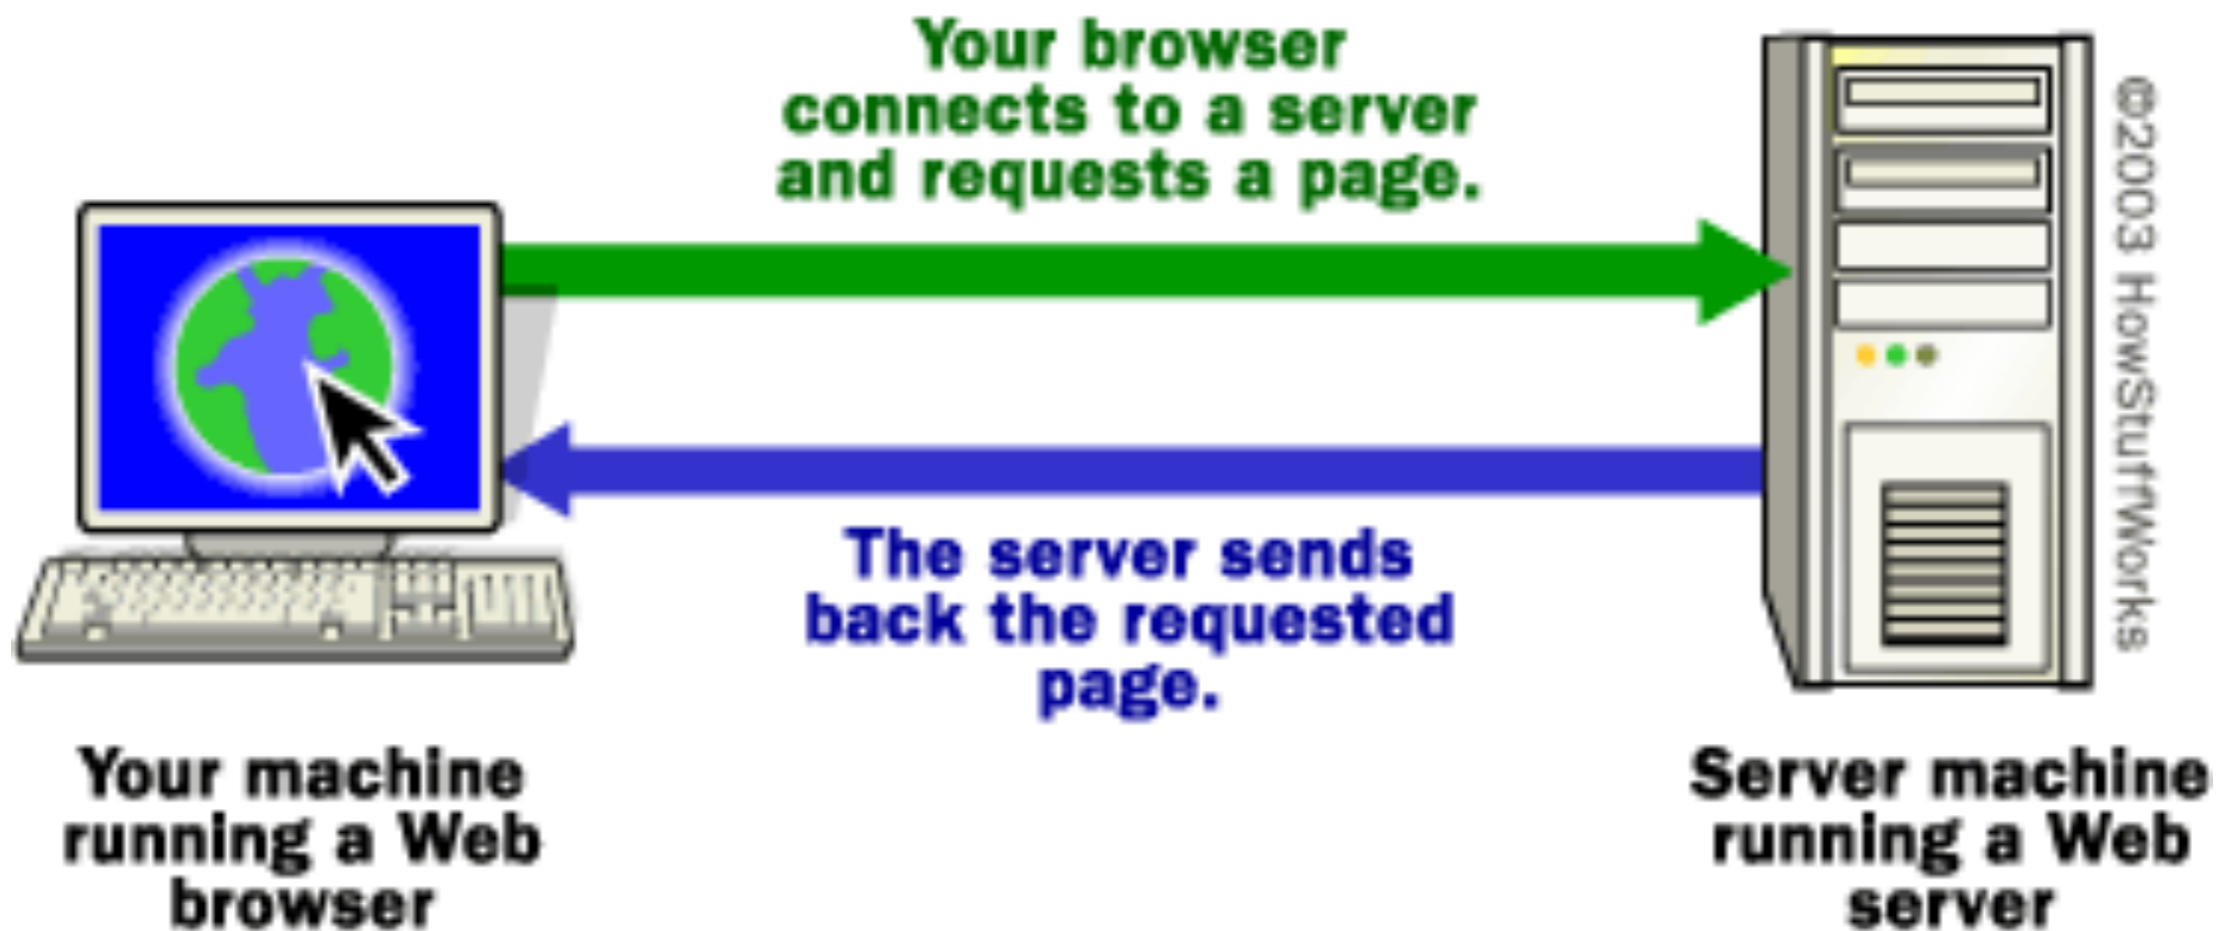 Your browser
connects to a server
and requests a page.
The server sends
back the requested
page.
Your machine
running a Web
browser
Server machine
running a Web
server
©2003 HowStuffWorks